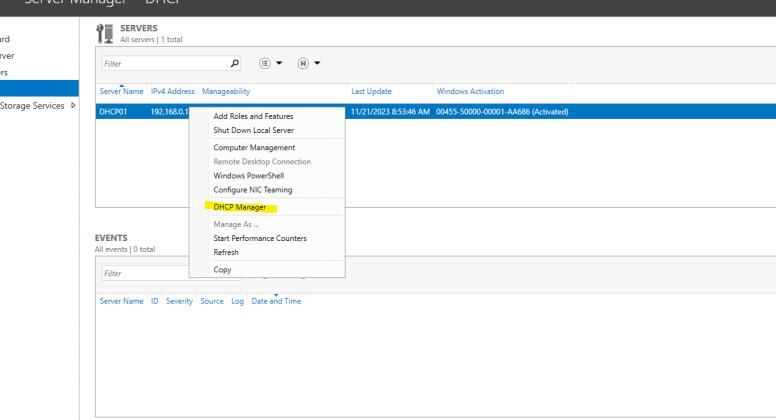 Server Manager DHCP
SERVERS
All servers | 1 total
Filter
Storage Services
Server Name IPv4 Address Manageability Last Update Windows Activation
DHCP01 192.168.0.1 11/21/2023 8:53:46 AM 00455-50000-00001-AA686 (Activated)
Add Roles and Features
Shut Down Local Server
Computer Management
Remote Desktop Connection
Windows PowerShell
Configure NIC Teaming
DHCP Manager
Manage As ...
Start Performance Counters
Refresh
Copy
EVENTS
All events | 0 total
Filter
Server Name ID Severity Source Log Date and Time